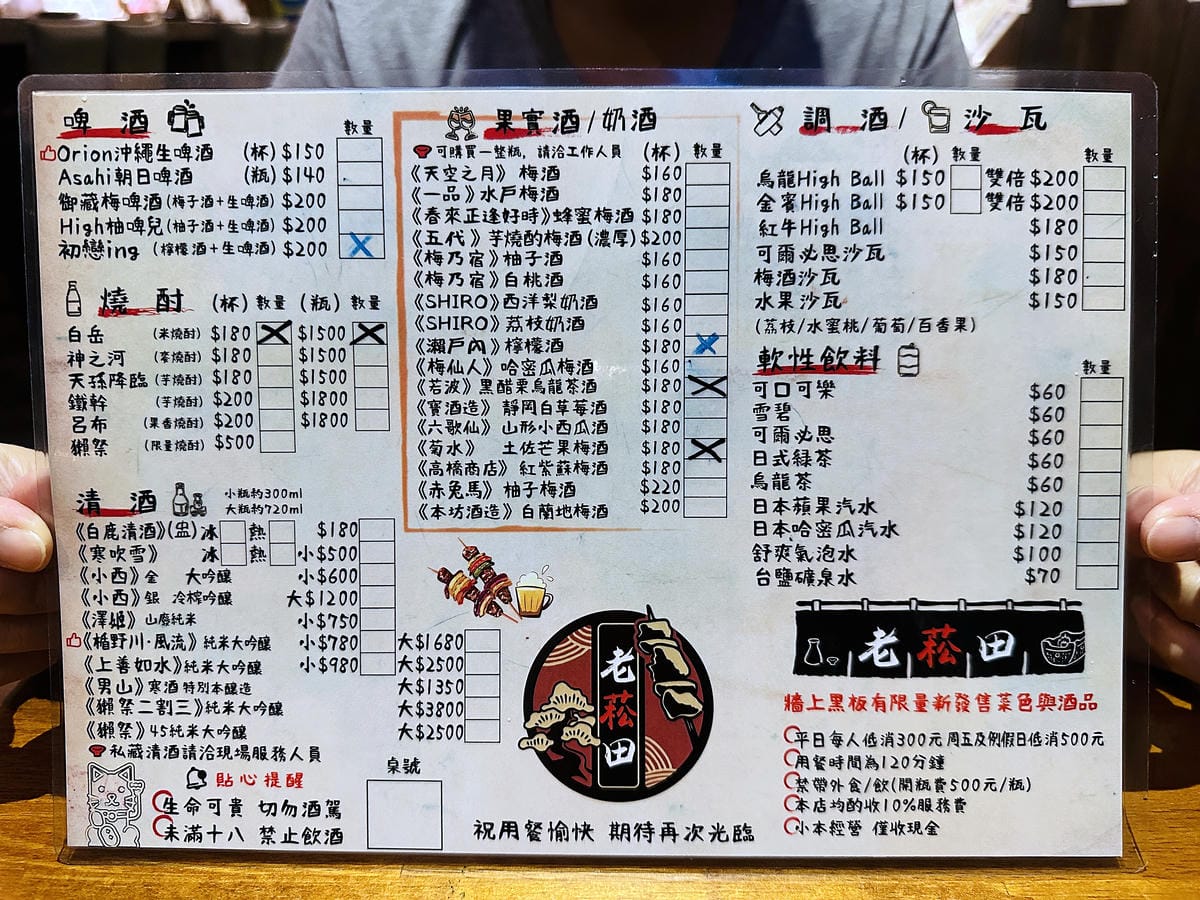 啤 酒
數量
Orion沖繩生啤酒 (杯) $150
Asahi朝日啤酒 (瓶) $140
御藏梅啤酒 (梅子酒+生啤酒) $200
High柚啤兒 (柚子酒+生啤酒) $200
初戀ing (檸檬酒+生啤酒) $200
燒 酎 (杯) 數量 (瓶) 數量
白岳 (米燒酎) $180 $1500
神之河 (麥燒酎) $180 $1500
天孫降臨 (芋燒酎) $180 $1500
鐵幹 (芋燒酎) $200 $1800
呂布 (果香燒酎) $200 $1800
獺祭 (限量燒酎) $500
清 酒
小瓶約300ml
大瓶約720ml
《白鹿清酒》(盅) 冰 熱 $180
《寒吹雪》 冰 熱 小$500
《小西》金 大吟釀 小$600
《小西》銀 冷榨吟釀 大$1200
《澤姬》山廢純米 小$750
《楯野川·風流》純米大吟釀 小$780 大$1680
《上善如水》純米大吟釀 小$980 大$2500
《男山》寒酒 特別本釀造 大$1350
《獺祭二割三》純米大吟釀 大$3800
《獺祭》45純米大吟釀 大$2500
私藏清酒請洽現場服務人員
貼心提醒
生命可貴 切勿酒駕
未滿十八 禁止飲酒
桌號
果實酒/奶酒
可購買一整瓶,請洽工作人員 (杯) 數量
《天空之月》梅酒 $160
《一品》水戶梅酒 $180
《春來正逢好時》蜂蜜梅酒 $180
《五代》芋燒酌梅酒(濃厚) $200
《梅乃宿》柚子酒 $160
《梅乃宿》白桃酒 $160
《SHIRO》西洋梨奶酒 $160
《SHIRO》荔枝奶酒 $160
《瀨戶內》檸檬酒 $180
《梅仙人》哈密瓜梅酒 $160
《若波》黑醋栗烏龍茶酒 $180
《寶酒造》靜岡白草莓酒 $180
《六歌仙》山形小西瓜酒 $180
《菊水》 土佐芒果梅酒 $180
《高橋商店》紅紫蘇梅酒 $180
《赤兔馬》柚子梅酒 $220
《本坊酒造》白蘭地梅酒 $200
老菘田
祝用餐愉快 期待再次光臨
調 酒/ 沙 瓦
(杯) 數量 數量
烏龍High Ball $150 雙倍 $200
金賓High Ball $150 雙倍 $200
紅牛High Ball $180
可爾必思沙瓦 $150
梅酒沙瓦 $180
水果沙瓦 $150
(荔枝/水蜜桃/葡萄/百香果)
軟性飲料
數量
可口可樂 $60
雪碧 $60
可爾必思 $60
日式綠茶 $60
烏龍茶 $60
日本蘋果汽水 $120
日本哈密瓜汽水 $120
舒爽氣泡水 $100
台鹽礦泉水 $70
老菘田
牆上黑板有限量新發售菜色與酒品
平日每人低消300元 周五及例假日低消500元
用餐時間為120分鐘
禁帶外食/飲(開瓶費500元/瓶)
本店均酌收10%服務費
小本經營 僅收現金